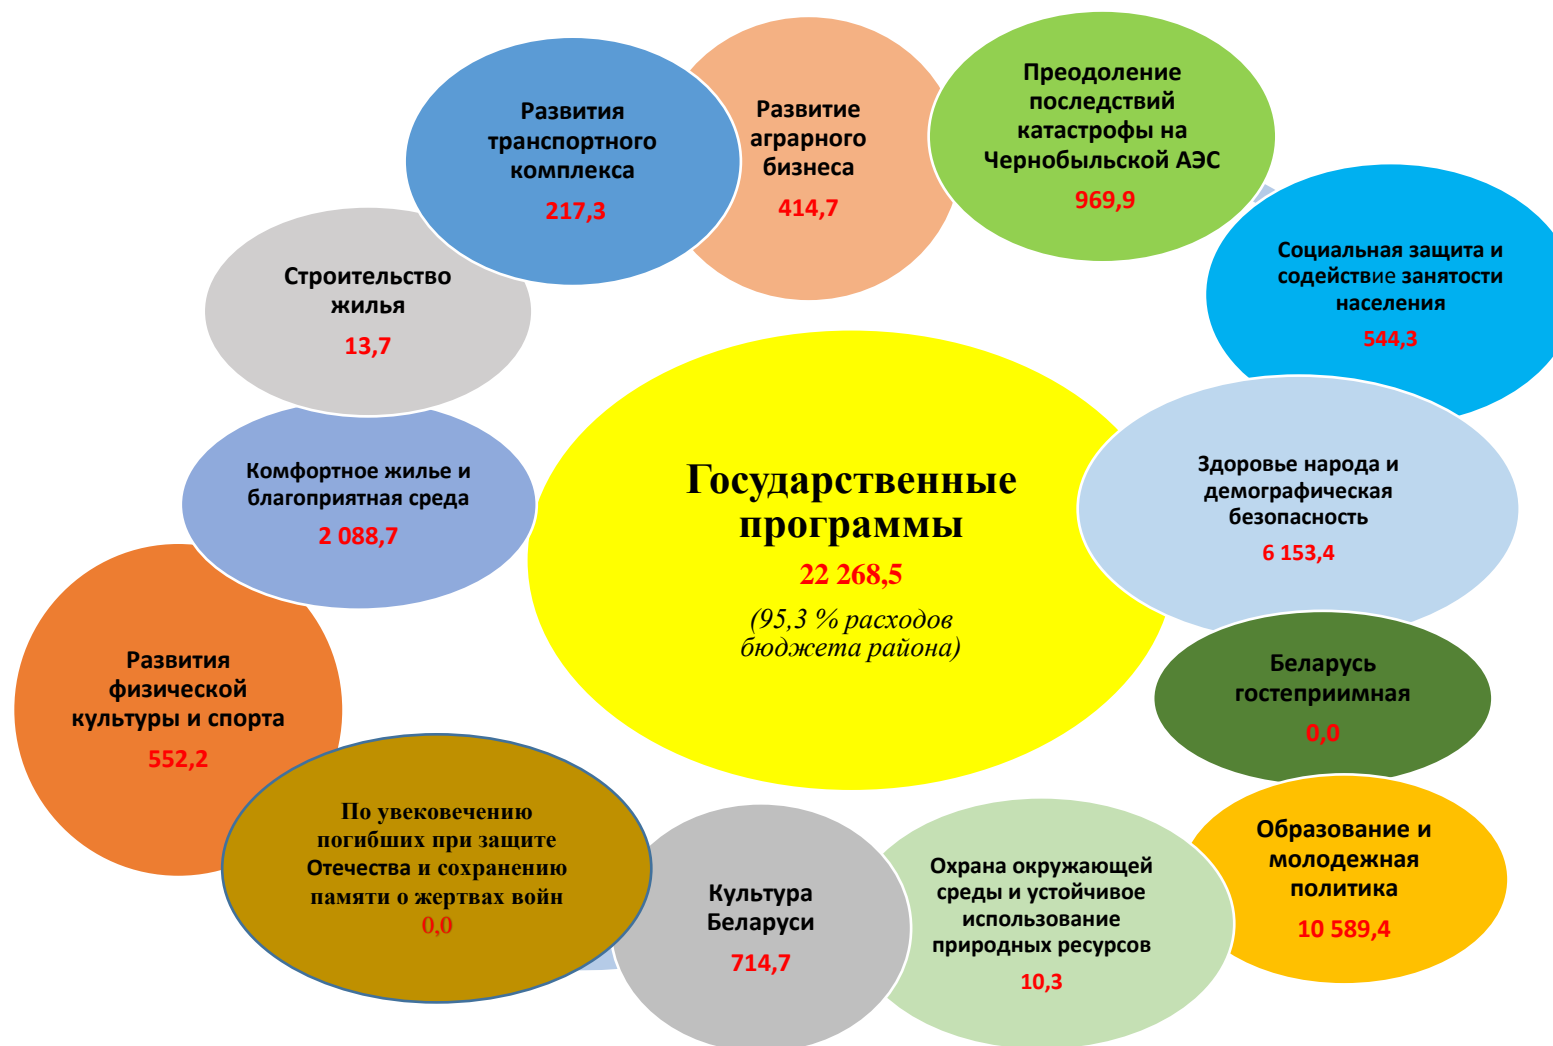 Развития
транспортного
комплекса
217,3
Развитие
аграрного
бизнеса
414,7
Преодоление
последствий
катастрофы на
Чернобыльской АЭС
969,9
Социальная защита и
содействие занятости
населения
544,3
Строительство
жилья
13,7
Комфортное жилье и
благоприятная среда
2 088,7
Государственные
программы
22 268,5
(95,3 % расходов
бюджета района)
Здоровье народа и
демографическая
безопасность
6 153,4
Беларусь
гостеприимная
0,0
Развития
физической
культуры и спорта
552,2
По увековечению
погибших при защите
Отечества и сохранению
памяти о жертвах войн
0,0
Культура
Беларуси
714,7
Охрана окружающей
среды и устойчивое
использование
природных ресурсов
10,3
Образование и
молодежная
политика
10 589,4